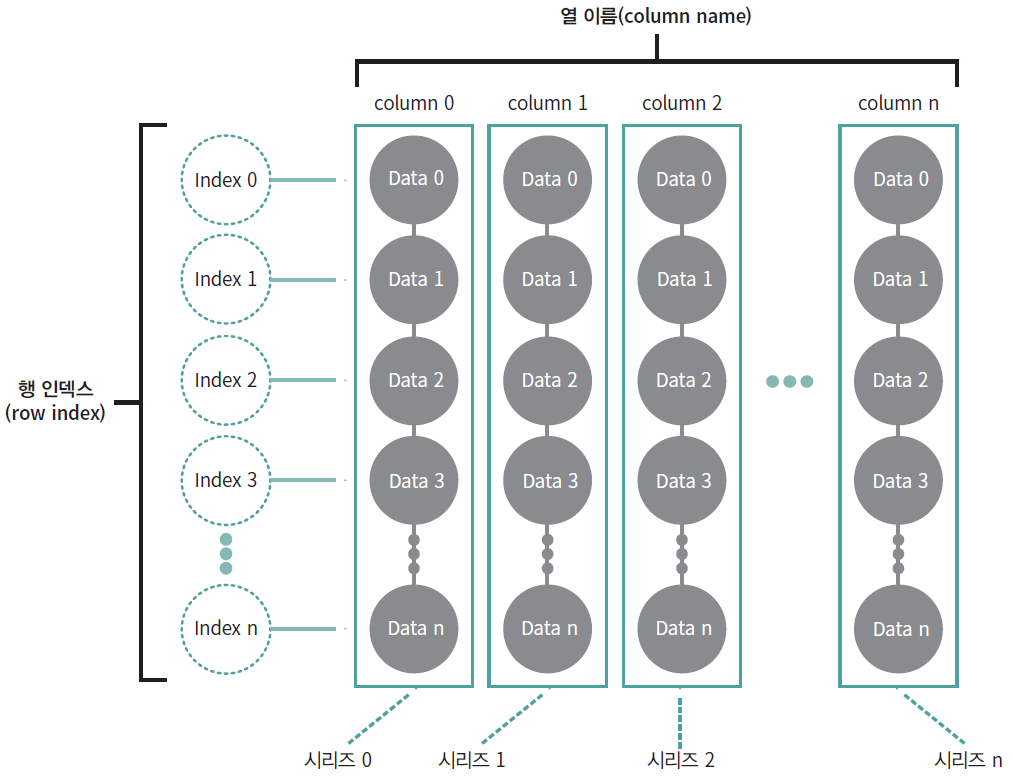 열 이름(column name)
column 0 column 1 column 2 column n
Index 0 Data 0 Data 0 Data 0 Data 0
Index 1 Data 1 Data 1 Data 1 Data 1
Index 2 Data 2 Data 2 Data 2 Data 2
행 인덱스
(row index)
Index 3 Data 3 Data 3 Data 3 Data 3
Index n Data n Data n Data n Data n
시리즈 0 시리즈 1 시리즈 2 시리즈 n